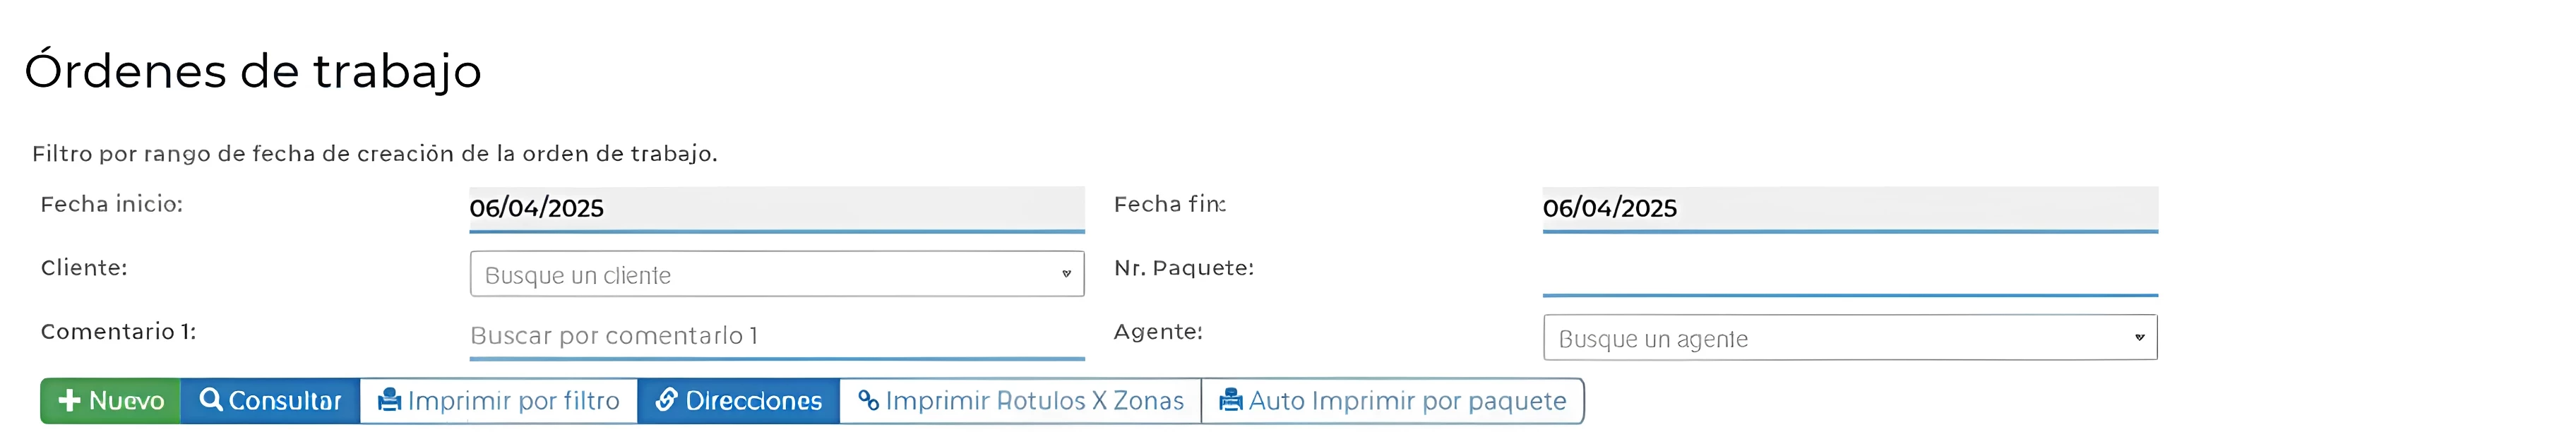 Órdenes de trabajo
Filtro por rango de fecha de creación de la orden de trabajo.
Fecha inicio: 06/04/2025 Fecha fin: 06/04/2025
Cliente: Busque un cliente Nr. Paquete:
Comentario 1: Buscar por comentario 1 Agente: Busque un agente
Nuevo Consultar Imprimir por filtro Direcciones Imprimir Rotulos X Zonas Auto Imprimir por paquete